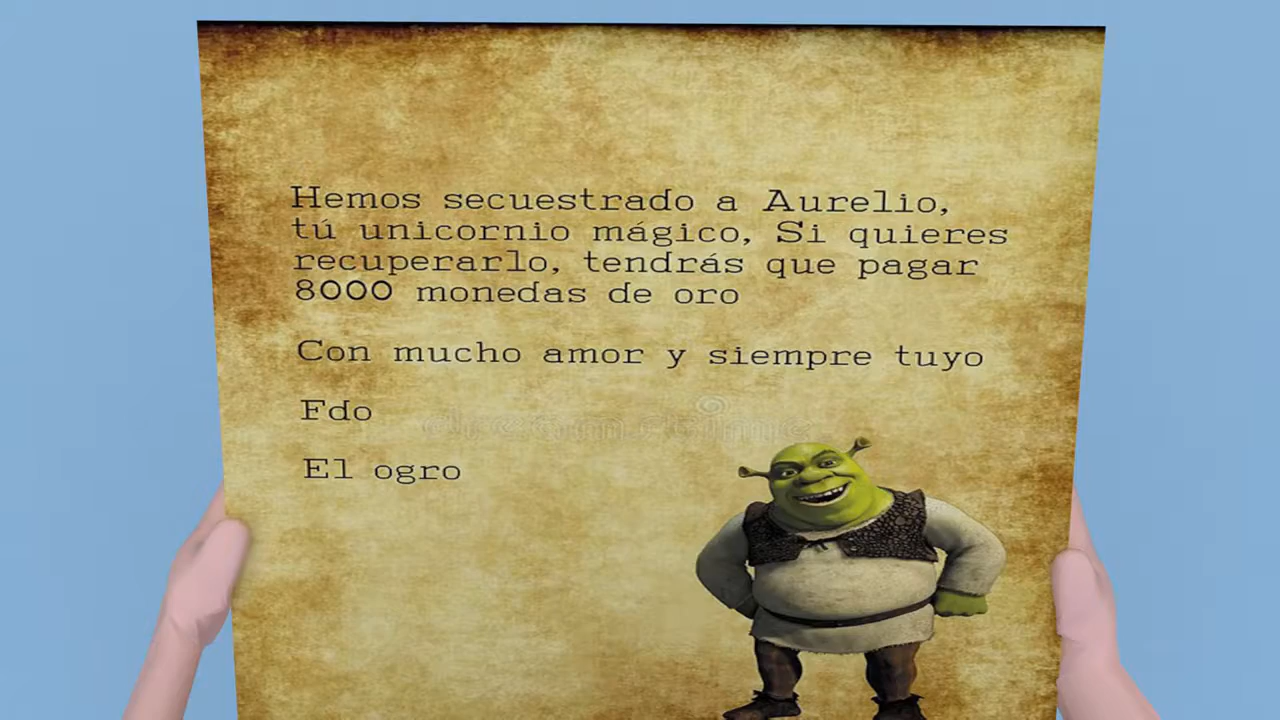 Hemos secuestrado a Aurelio,
tú unicornio mágico, Si quieres
recuperarlo, tendrás que pagar
8000 monedas de oro
Con mucho amor y siempre tuyo
Fdo
El ogro